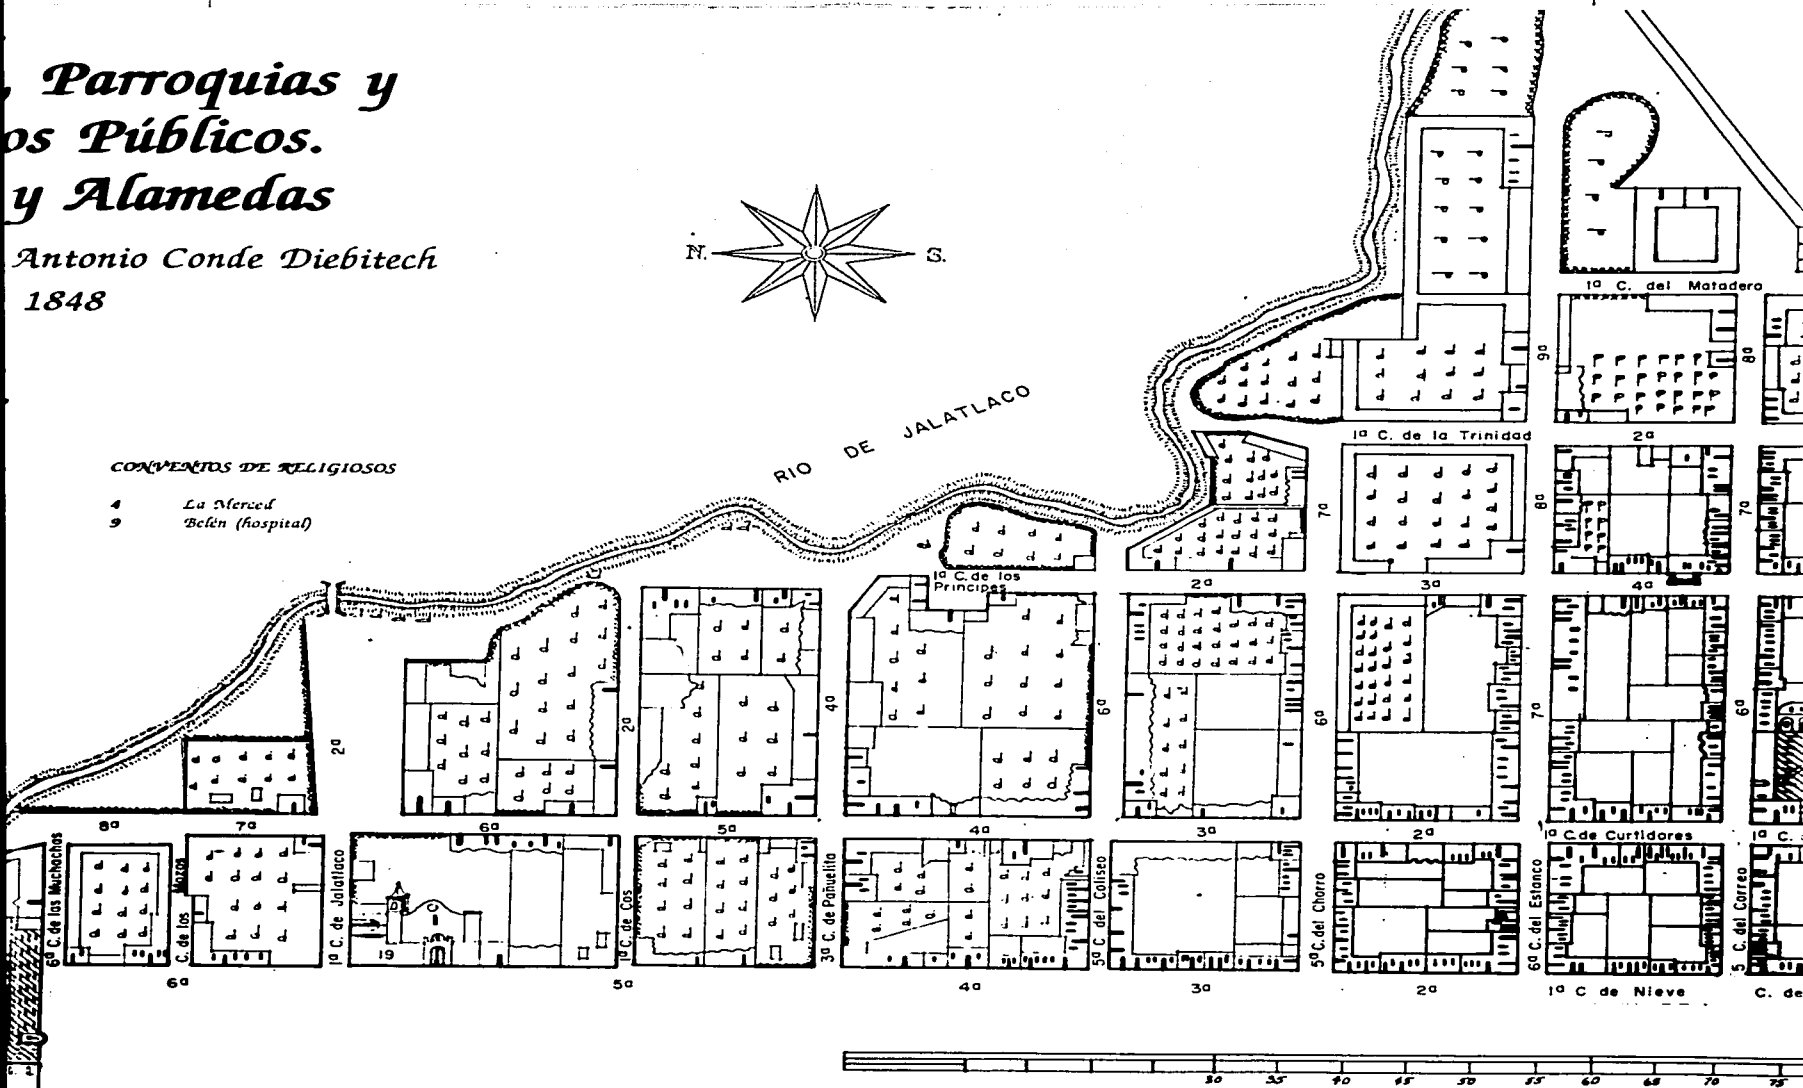 , Parroquias y
os Públicos.
y Alamedas
Antonio Conde Diebitech
1848
N.
S.
CONVENTOS DE RELIGIOSOS
4 La Merced
9 Belén (hospital)
RIO DE JALATLACO
1ª C. del Matadero
9ª
8ª
1ª C. de la Trinidad
2ª
7ª
8ª
7ª
1ª C. de los
Principes
2ª
3ª
4ª
2ª
2ª
4ª
6ª
6ª
7ª
6ª
8ª
7ª
6ª
5ª
4ª
3ª
2ª
1ª C. de Curtidores
1ª C.
6ª C. de las Muchachas
C. de los Mozos
1ª C. de Jalatlaco
19
1ª C. de Cos
3ª C. de Pañuelito
5ª C. del Coliseo
5ª C. del Chorro
6ª C. del Estanco
5 C. del Correo
6ª
5ª
4ª
3ª
2ª
1ª C de Nieve
C. de
30 35 40 45 50 55 60 65 70 75